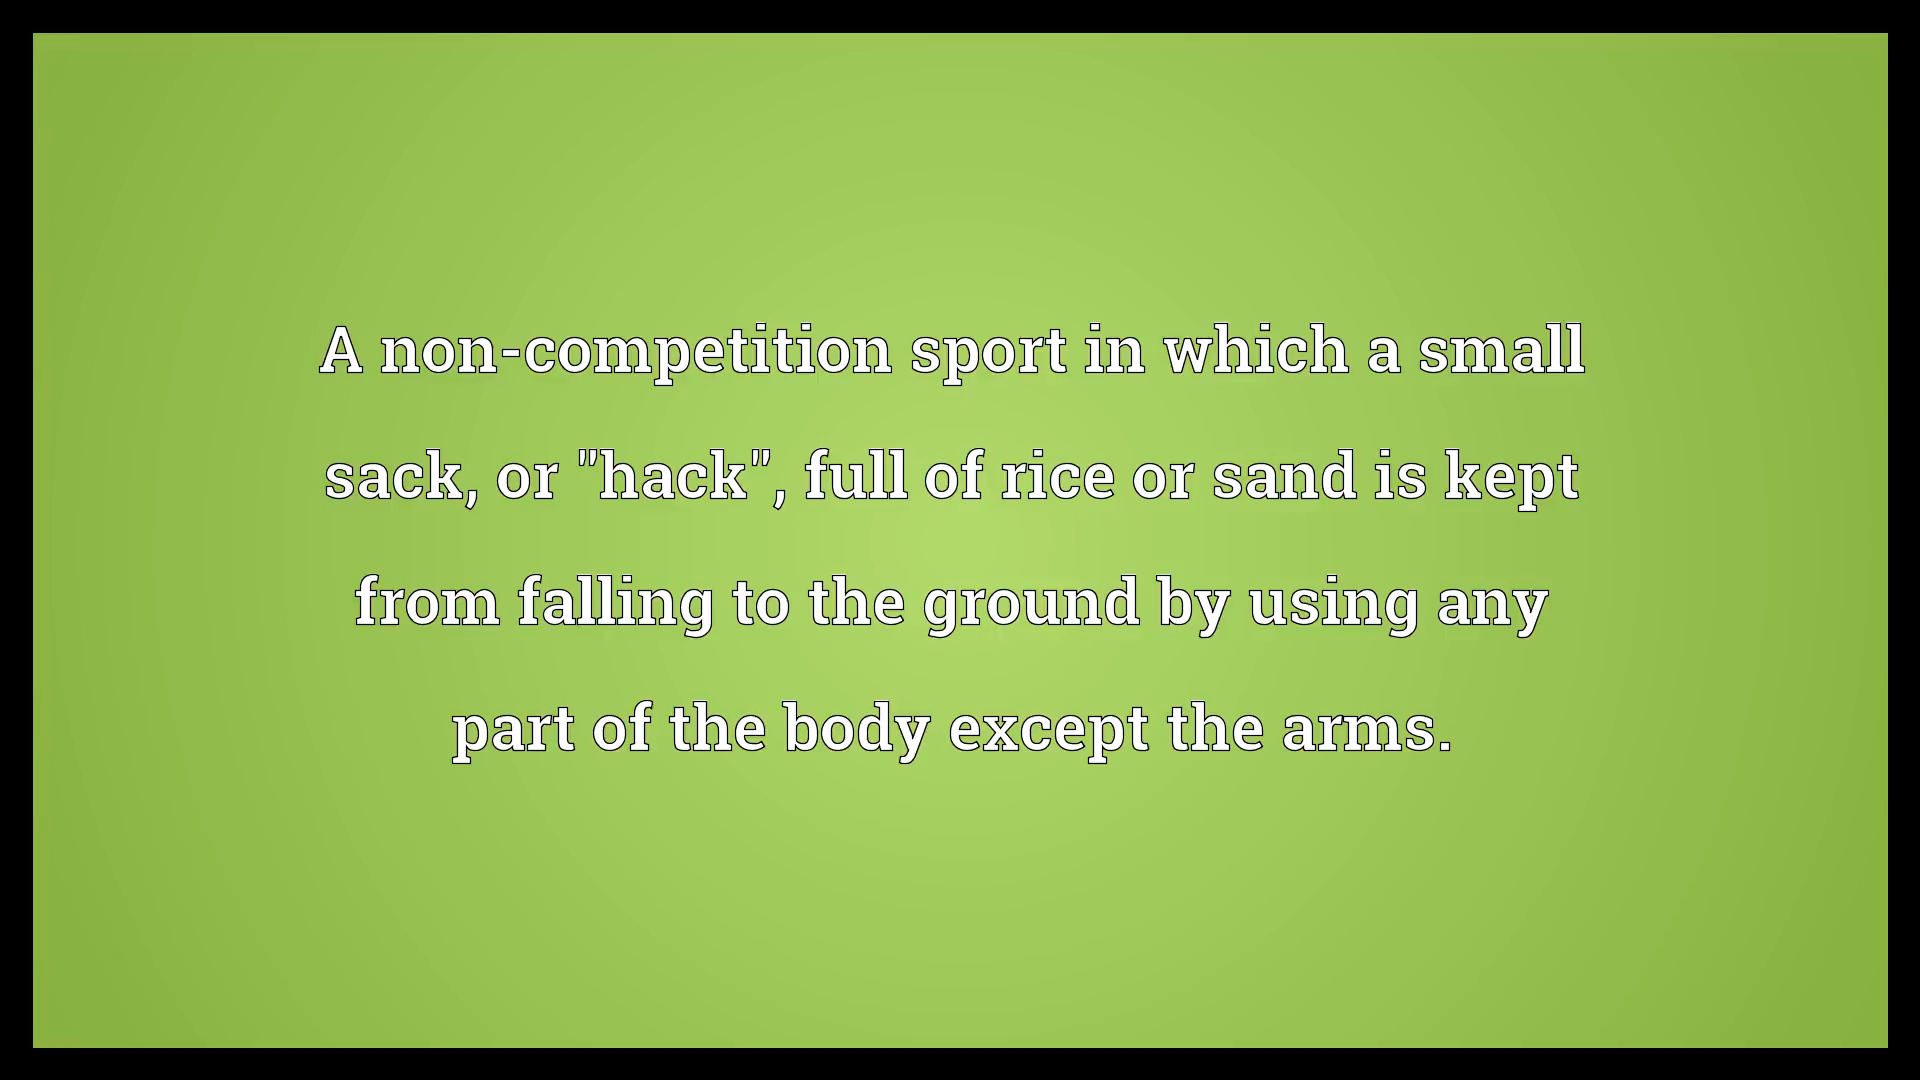 A non-competition sport in which a small
sack, or "hack", full of rice or sand is kept
from falling to the ground by using any
part of the body except the arms.